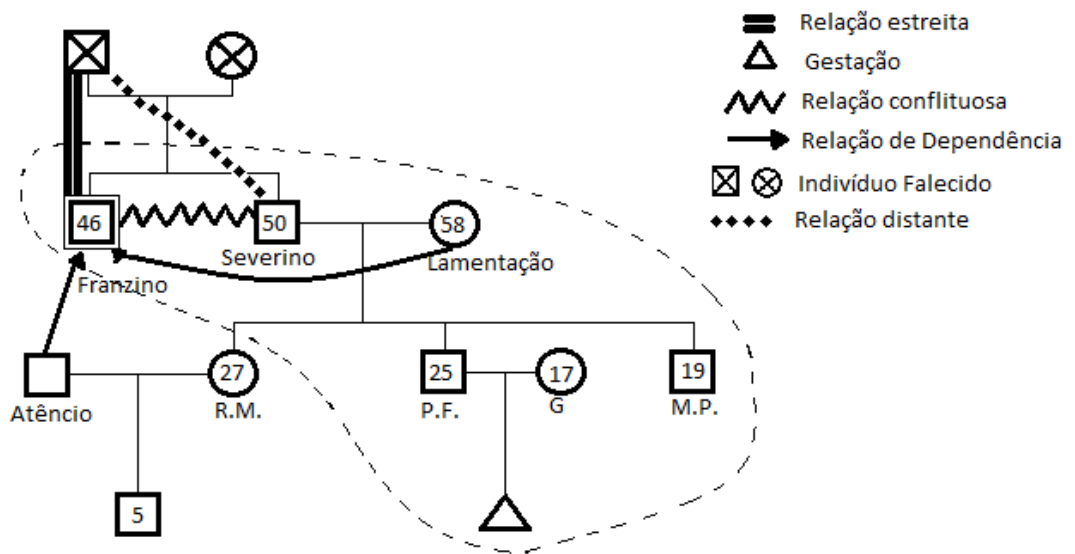 Relação estreita
Gestação
Relação conflituosa
Relação de Dependência
Indivíduo Falecido
Relação distante
46
50
58
Severino
Lamentação
Franzino
27
25
17
19
Atêncio
R.M.
P.F.
G
M.P.
5